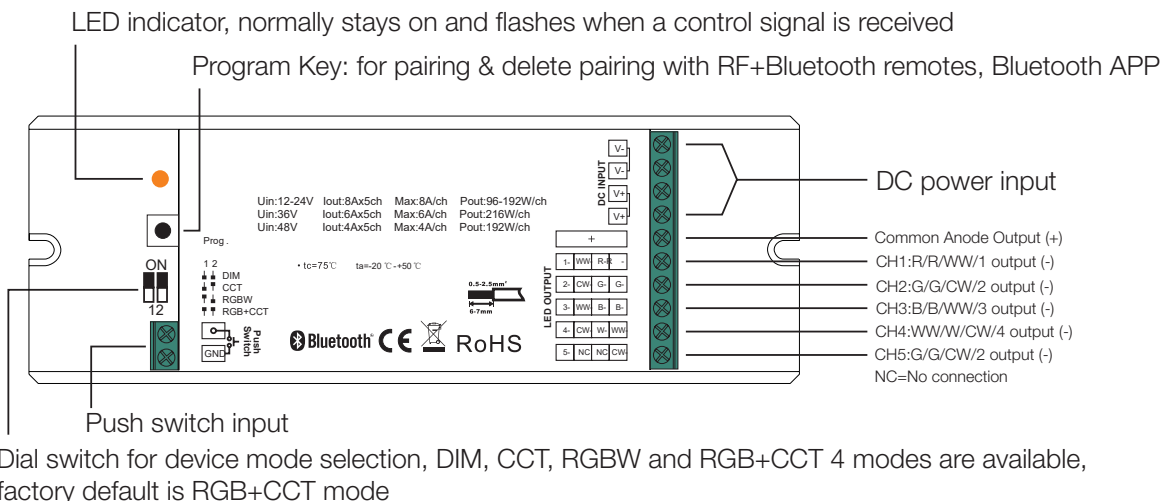 LED indicator, normally stays on and flashes when a control signal is received
Program Key: for pairing & delete pairing with RF+Bluetooth remotes, Bluetooth APP
V-
V-
V+
V+
DC INPUT
DC power input
Uin:12-24V Iout:8Ax5ch Max:8A/ch Pout:96-192W/ch
Uin:36V Iout:6Ax5ch Max:6A/ch Pout:216W/ch
Uin:48V Iout:4Ax5ch Max:4A/ch Pout:192W/ch
Prog.
+
Common Anode Output (+)
ON
12
1 2
DIM
CCT
RGBW
RGB+CCT
• tc=75℃ ta=-20 ℃-+50 ℃
0.5-2.5mm²
6-7mm
LED OUTPUT
1- WW- R-R -
2- CW- G- G-
3- WW- B- B-
4- CW- W- WW-
5- NC NC CW-
CH1:R/R/WW/1 output (-)
CH2:G/G/CW/2 output (-)
CH3:B/B/WW/3 output (-)
CH4:WW/W/CW/4 output (-)
CH5:G/G/CW/2 output (-)
NC=No connection
GND
Push
Switch
Bluetooth®
CE
RoHS
Push switch input
Dial switch for device mode selection, DIM, CCT, RGBW and RGB+CCT 4 modes are available,
factory default is RGB+CCT mode